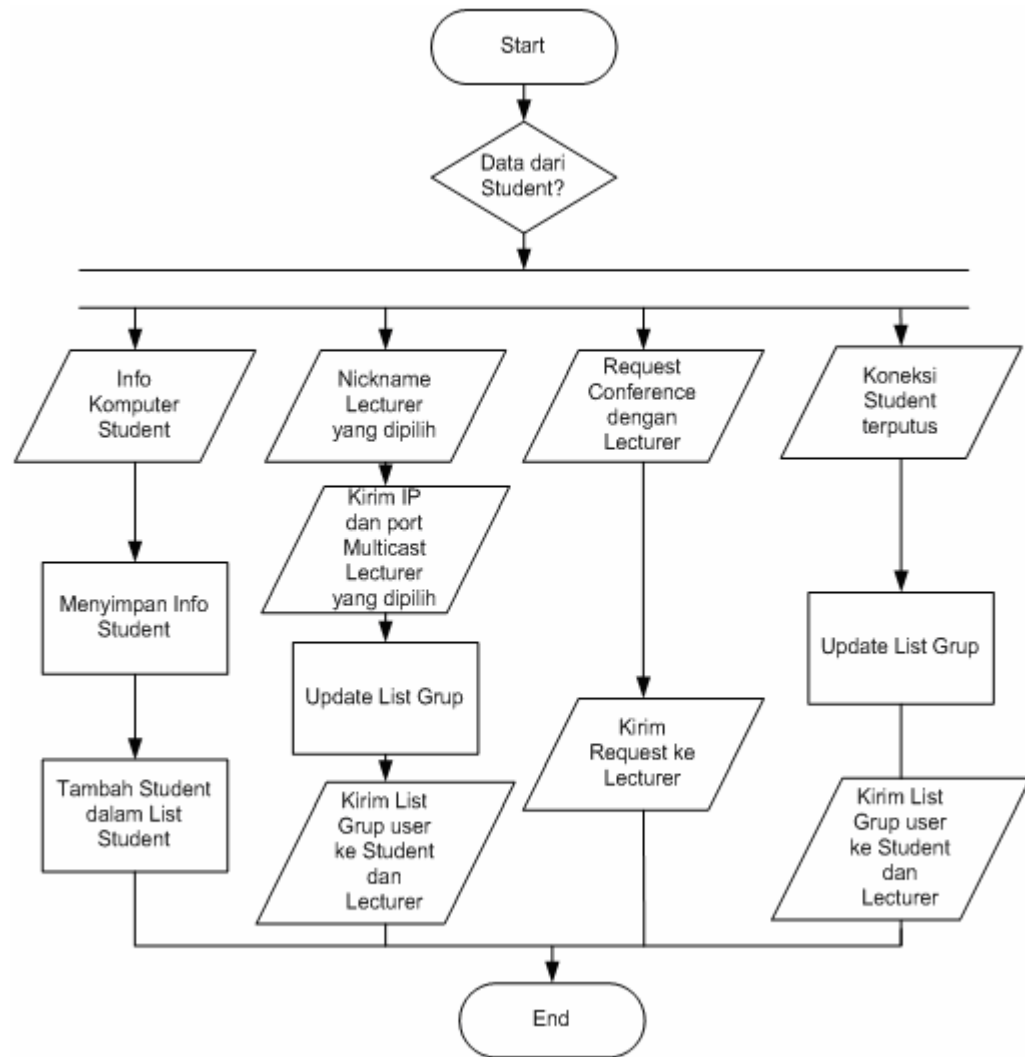 Start
Data dari
Student?
Info
Komputer
Student
Nickname
Lecturer
yang dipilih
Request
Conference
dengan
Lecturer
Koneksi
Student
terputus
Kirim IP
dan port
Multicast
Lecturer
yang dipilih
Menyimpan Info
Student
Update List Grup
Update List Grup
Kirim
Request ke
Lecturer
Tambah Student
dalam List
Student
Kirim List
Grup user
ke Student
dan
Lecturer
Kirim List
Grup user
ke Student
dan
Lecturer
End